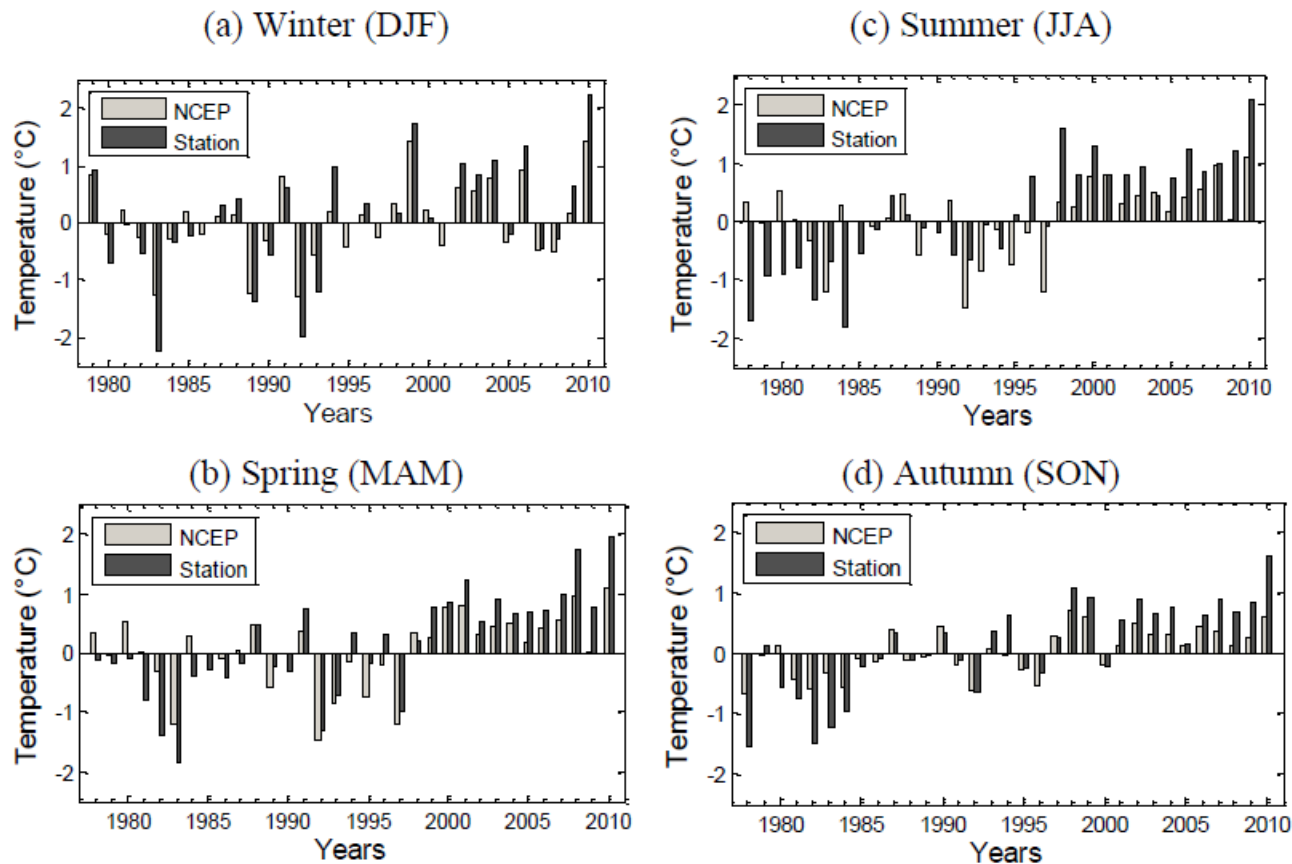 (a) Winter (DJF)
Temperature (°C)
2
1
0
-1
-2
NCEP
Station
1980 1985 1990 1995 2000 2005 2010
Years
(c) Summer (JJA)
Temperature (°C)
2
1
0
-1
-2
NCEP
Station
1980 1985 1990 1995 2000 2005 2010
Years
(b) Spring (MAM)
Temperature (°C)
2
1
0
-1
-2
NCEP
Station
1980 1985 1990 1995 2000 2005 2010
Years
(d) Autumn (SON)
Temperature (°C)
2
1
0
-1
-2
NCEP
Station
1980 1985 1990 1995 2000 2005 2010
Years